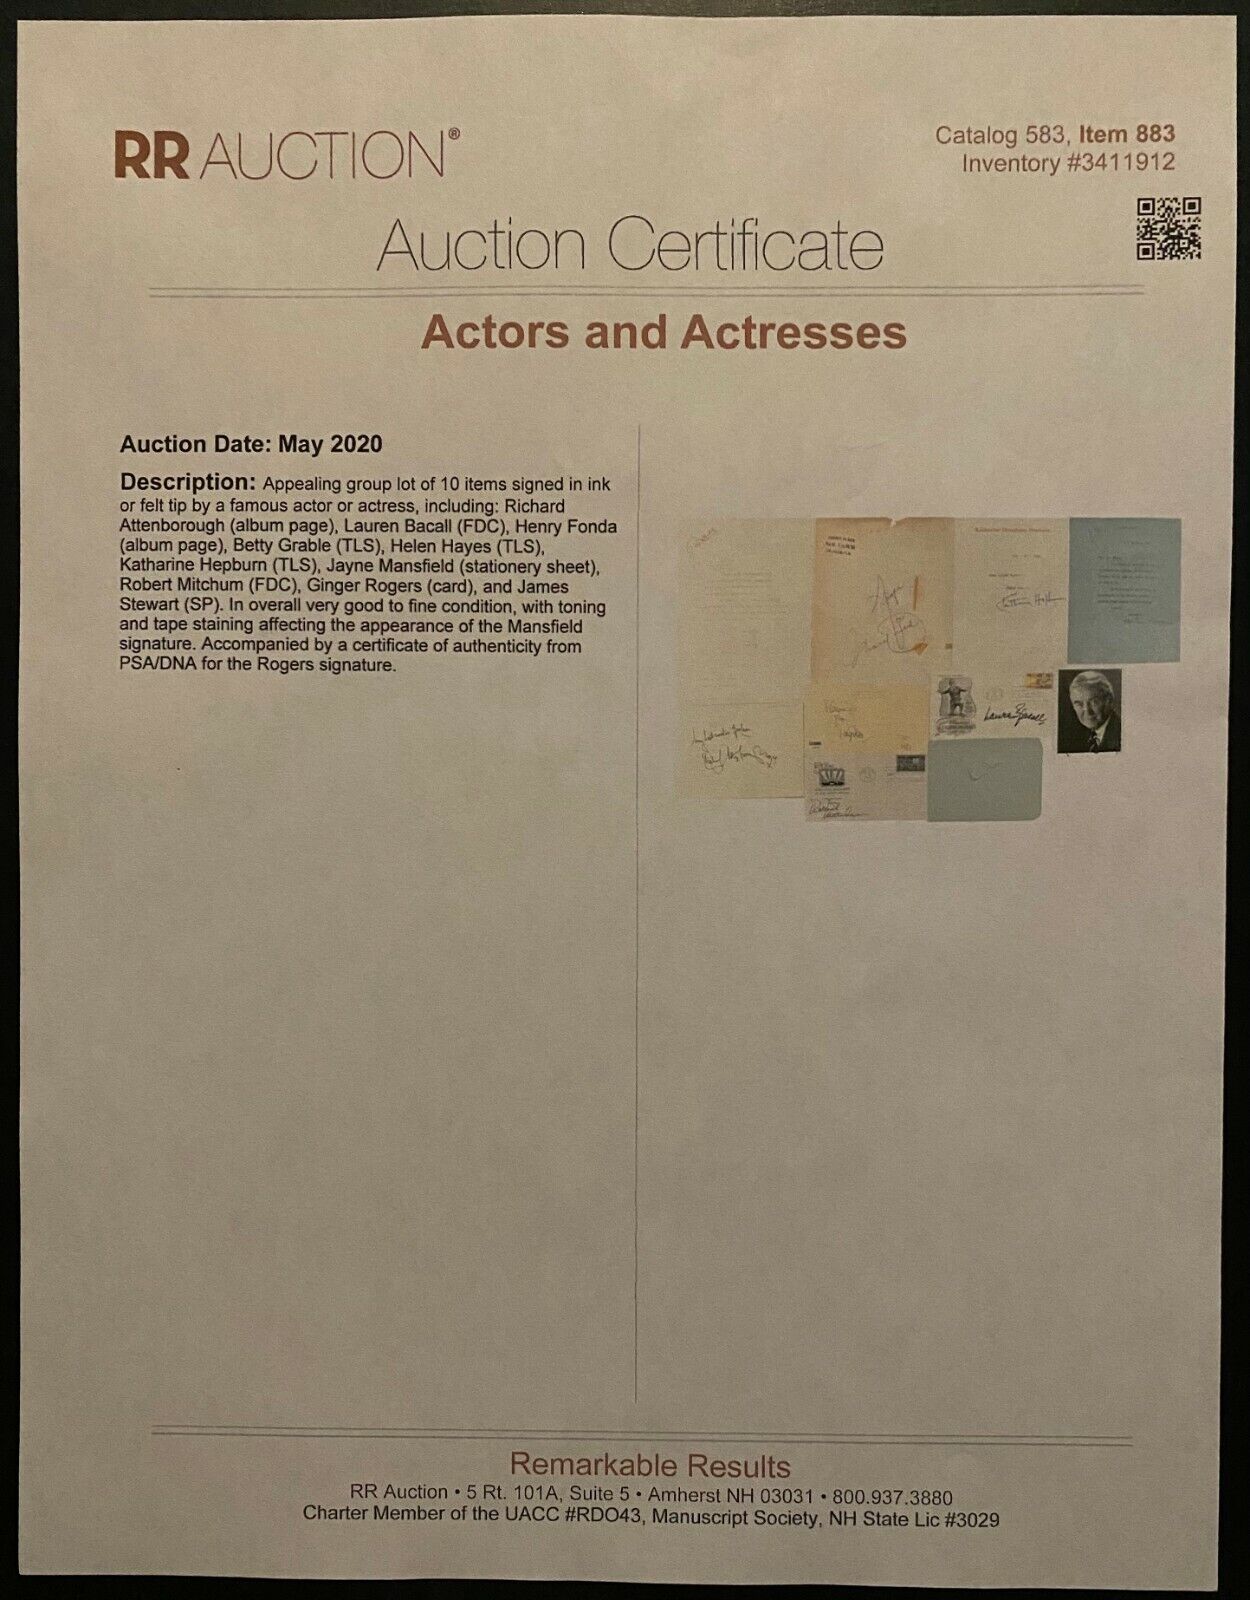 RR AUCTION®
Catalog 583, Item 883
Inventory #3411912
Auction Certificate
Actors and Actresses
Auction Date: May 2020
Description: Appealing group lot of 10 items signed in ink
or felt tip by a famous actor or actress, including: Richard
Attenborough (album page), Lauren Bacall (FDC), Henry Fonda
(album page), Betty Grable (TLS), Helen Hayes (TLS),
Katharine Hepburn (TLS), Jayne Mansfield (stationery sheet),
Robert Mitchum (FDC), Ginger Rogers (card), and James
Stewart (SP). In overall very good to fine condition, with toning
and tape staining affecting the appearance of the Mansfield
signature. Accompanied by a certificate of authenticity from
PSA/DNA for the Rogers signature.
Lauren Bacall
Remarkable Results
RR Auction • 5 Rt. 101A, Suite 5 • Amherst NH 03031 • 800.937.3880
Charter Member of the UACC #RDO43, Manuscript Society, NH State Lic #3029